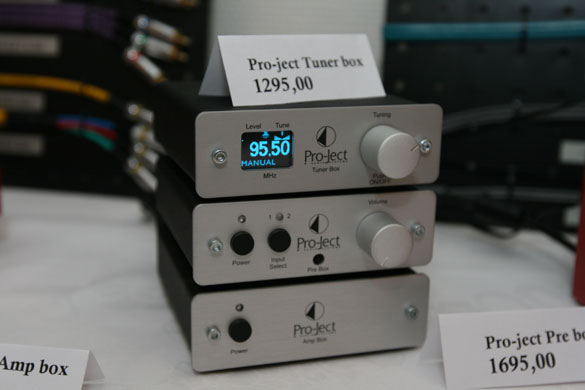 Pro-ject Tuner box
1295,00
Level Tune
95.50
MANUAL
MHz
Pro-Ject
Tuner Box
Tuning
Power
ON/OFF
1 2
Power
Input
Select
Pro-Ject
Pre Box
Volume
Power
Pro-Ject
Amp Box
Amp box
Pro-ject Pre bo
1695,00